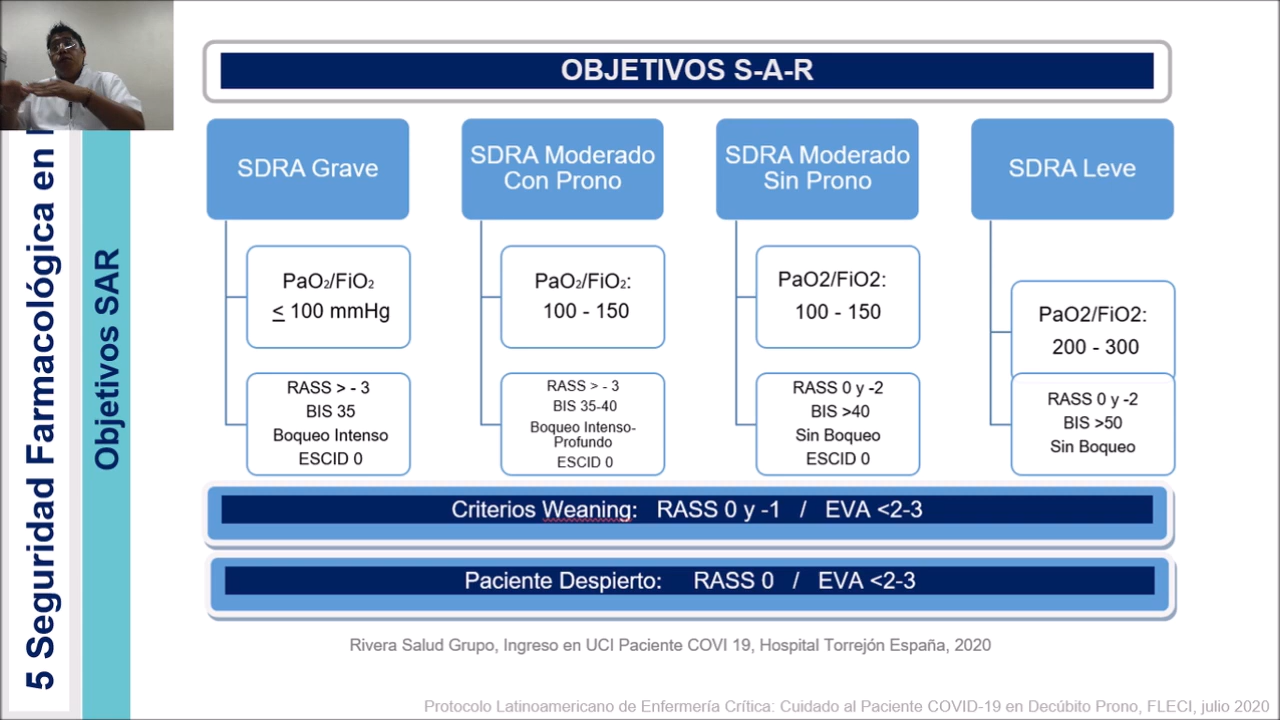 OBJETIVOS S-A-R
5 Seguridad Farmacológica en
Objetivos SAR
SDRA Grave
PaO₂/FiO₂
< 100 mmHg
RASS > - 3
BIS 35
Boqueo Intenso
ESCID 0
SDRA Moderado
Con Prono
PaO₂/FiO₂:
100 - 150
RASS > - 3
BIS 35-40
Boqueo Intenso-
Profundo
ESCID 0
SDRA Moderado
Sin Prono
PaO2/FiO2:
100 - 150
RASS 0 y -2
BIS >40
Sin Boqueo
ESCID 0
SDRA Leve
PaO2/FiO2:
200 - 300
RASS 0 y -2
BIS >50
Sin Boqueo
Criterios Weaning: RASS 0 y -1 / EVA <2-3
Paciente Despierto: RASS 0 / EVA <2-3
Rivera Salud Grupo, Ingreso en UCI Paciente COVI 19, Hospital Torrejón España, 2020
Protocolo Latinoamericano de Enfermería Crítica: Cuidado al Paciente COVID-19 en Decúbito Prono, FLECI, julio 2020